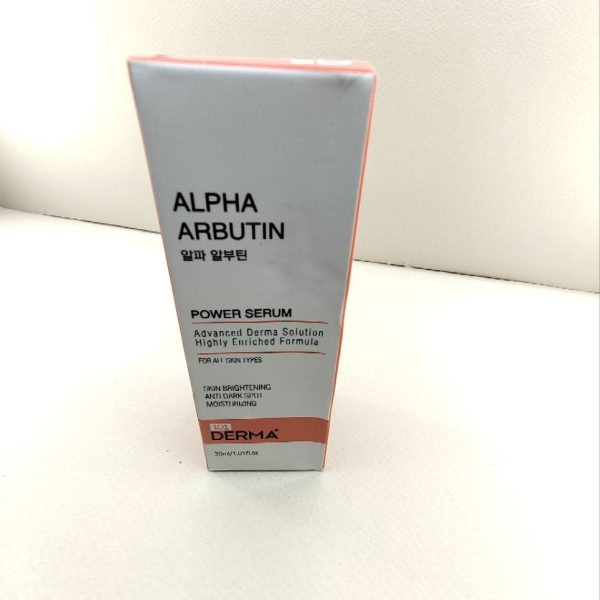 ALPHA
ARBUTIN
알파 알부틴
POWER SERUM
Advanced Derma Solution
Highly Enriched Formula
FOR ALL SKIN TYPES
SKIN BRIGHTENING
ANTI DARK SPOT
MOISTURIZING
DERMA
30ml/1.01fl.oz